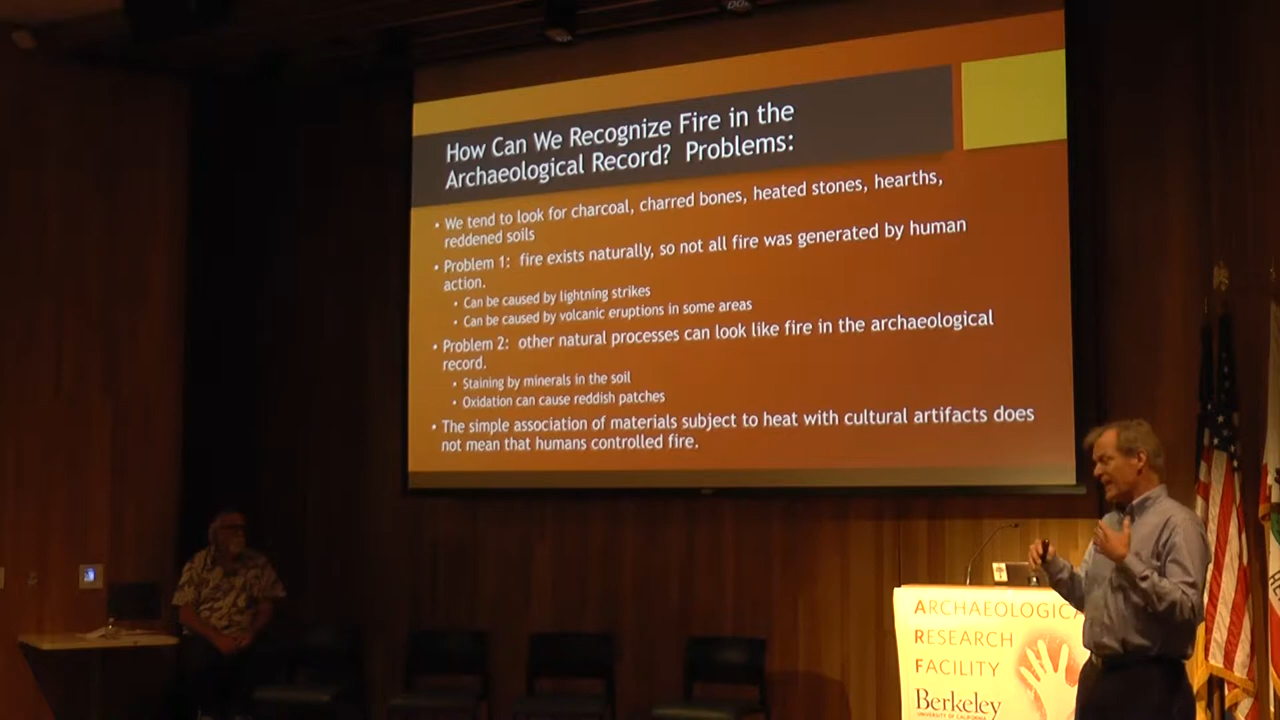 How Can We Recognize Fire in the
Archaeological Record? Problems:
• We tend to look for charcoal, charred bones, heated stones, hearths,
reddened soils
• Problem 1: fire exists naturally, so not all fire was generated by human
action.
• Can be caused by lightning strikes
• Can be caused by volcanic eruptions in some areas
• Problem 2: other natural processes can look like fire in the archaeological
record.
• Staining by minerals in the soil
• Oxidation can cause reddish patches
• The simple association of materials subject to heat with cultural artifacts does
not mean that humans controlled fire.
ARCHAEOLOGICA
RESEARCH
FACILITY
Berkeley
UNIVERSITY OF CALIFORNIA